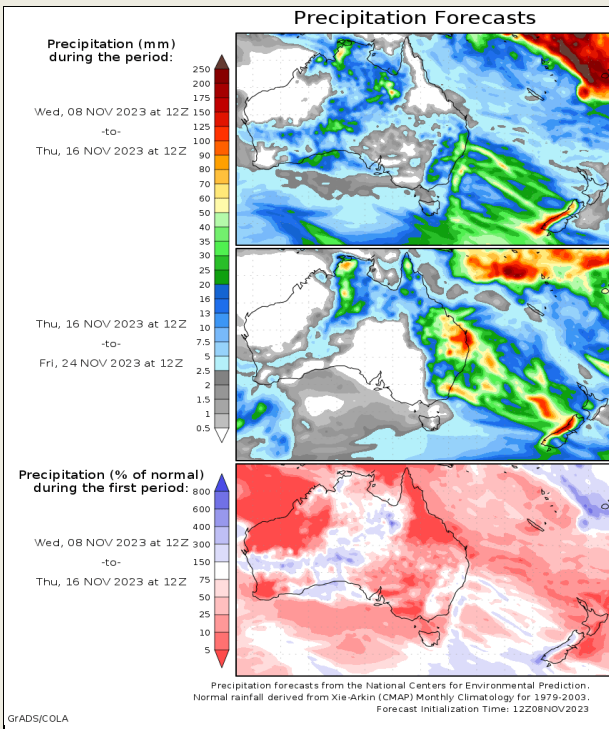 Precipitation Forecasts
Precipitation (mm)
during the period:
Wed, 08 NOV 2023 at 12Z
-to-
Thu, 16 NOV 2023 at 12Z
250
200
175
150
125
100
90
80
70
60
50
40
35
30
25
20
16
13
10
7.5
5
2.5
2
1.5
1
0.5
Thu, 16 NOV 2023 at 12Z
-to-
Fri, 24 NOV 2023 at 12Z
Precipitation (% of normal)
during the first period:
Wed, 08 NOV 2023 at 12Z
-to-
Thu, 16 NOV 2023 at 12Z
800
600
400
300
150
75
50
25
10
5
Precipitation forecasts from the National Centers for Environmental Prediction.
Normal rainfall derived from Xie-Arkin (CMAP) Monthly Climatology for 1979-2003.
Forecast Initialization Time: 12Z08NOV2023
GrADS/COLA